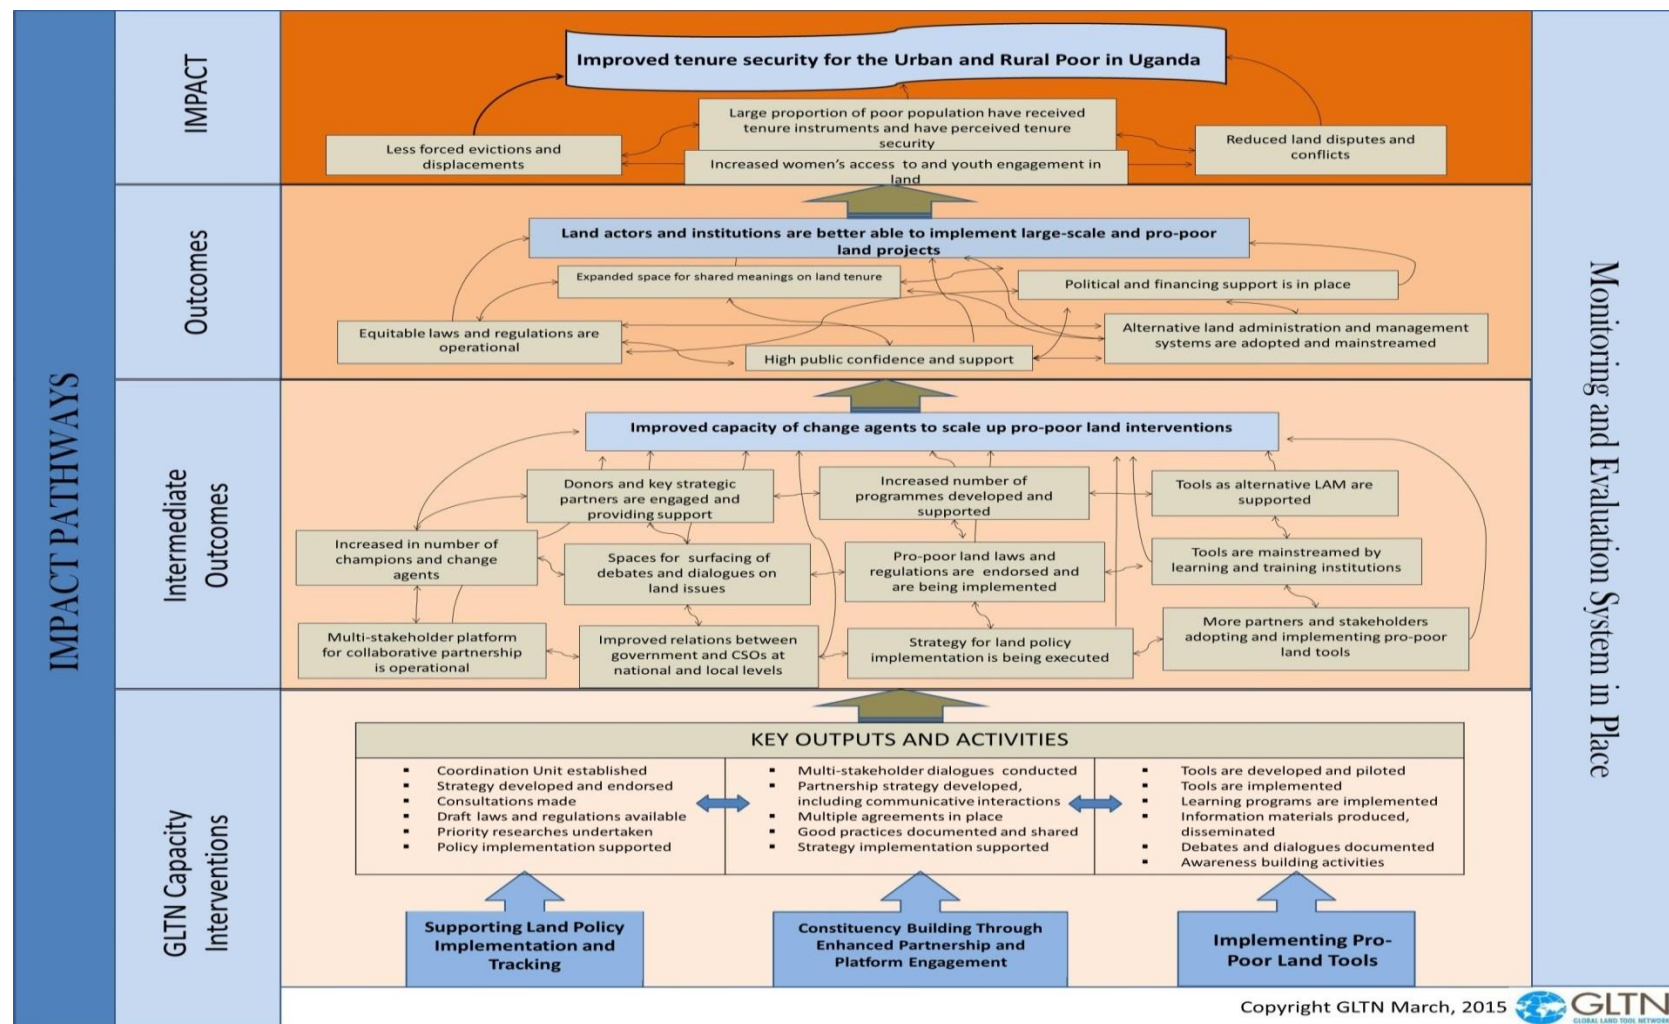 IMPACT PATHWAYS
IMPACT
Improved tenure security for the Urban and Rural Poor in Uganda
Large proportion of poor population have received
tenure instruments and have perceived tenure
security
Less forced evictions and
displacements
Reduced land disputes and
conflicts
Increased women's access to and youth engagement in
land
Outcomes
Land actors and institutions are better able to implement large-scale and pro-poor
land projects
Expanded space for shared meanings on land tenure
Political and financing support is in place
Equitable laws and regulations are
operational
High public confidence and support
Alternative land administration and management
systems are adopted and mainstreamed
Intermediate
Outcomes
Improved capacity of change agents to scale up pro-poor land interventions
Donors and key strategic
partners are engaged and
providing support
Increased number of
programmes developed and
supported
Tools as alternative LAM are
supported
Increased in number of
champions and change
agents
Spaces for surfacing of
debates and dialogues on
land issues
Pro-poor land laws and
regulations are endorsed and
are being implemented
Tools are mainstreamed by
learning and training institutions
Multi-stakeholder platform
for collaborative partnership
is operational
Improved relations between
government and CSOs at
national and local levels
Strategy for land policy
implementation is being executed
More partners and stakeholders
adopting and implementing pro-poor
land tools
GLTN Capacity
Interventions
KEY OUTPUTS AND ACTIVITIES
▪ Coordination Unit established
▪ Strategy developed and endorsed
▪ Consultations made
▪ Draft laws and regulations available
▪ Priority researches undertaken
▪ Policy implementation supported
▪ Multi-stakeholder dialogues conducted
▪ Partnership strategy developed,
including communicative interactions
▪ Multiple agreements in place
▪ Good practices documented and shared
▪ Strategy implementation supported
▪ Tools are developed and piloted
▪ Tools are implemented
▪ Learning programs are implemented
▪ Information materials produced,
disseminated
▪ Debates and dialogues documented
▪ Awareness building activities
Supporting Land Policy
Implementation and
Tracking
Constituency Building Through
Enhanced Partnership and
Platform Engagement
Implementing Pro-
Poor Land Tools
Monitoring and Evaluation System in Place
Copyright GLTN March, 2015
GLTN
GLOBAL LAND TOOL NETWORK